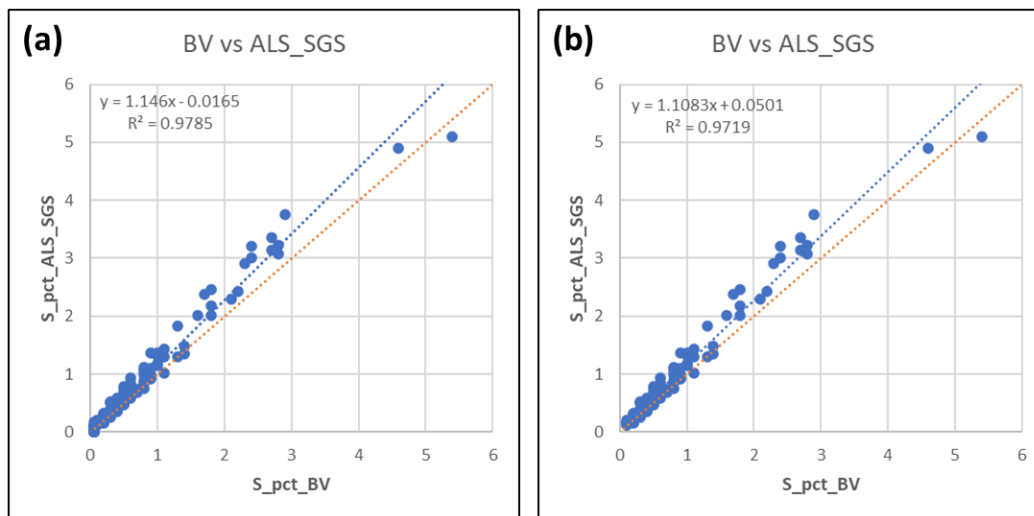 (a)
BV vs ALS_SGS
y = 1.146x - 0.0165
R² = 0.9785
6
5
4
3
2
1
0
S_pct_ALS_SGS
0 1 2 3 4 5 6
S_pct_BV
(b)
BV vs ALS_SGS
y = 1.1083x + 0.0501
R² = 0.9719
6
5
4
3
2
1
0
S_pct_ALS_SGS
0 1 2 3 4 5 6
S_pct_BV